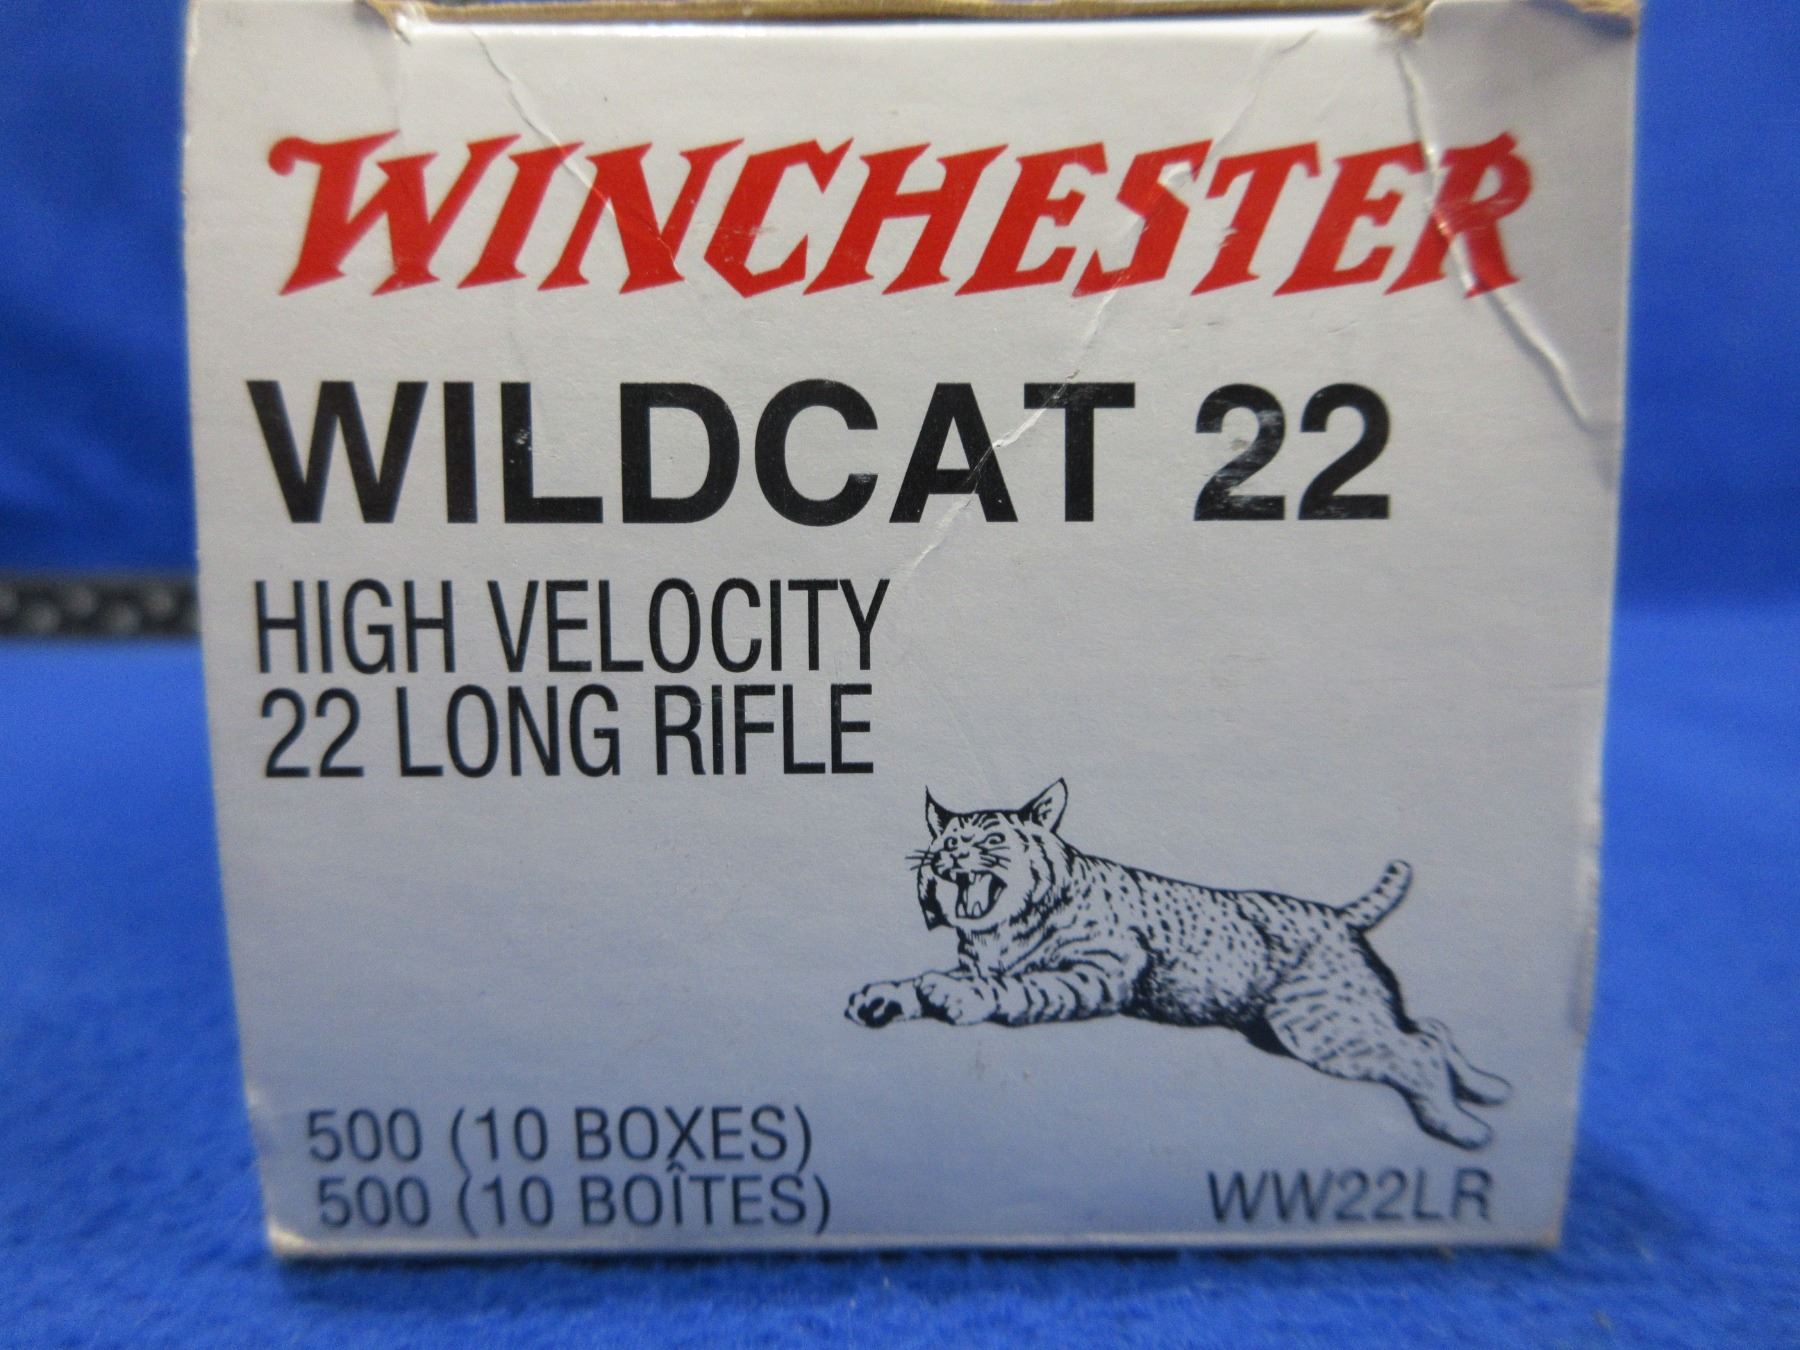 WINCHESTER
WILDCAT 22
HIGH VELOCITY
22 LONG RIFLE
500 (10 BOXES)
500 (10 BOÎTES)
WW22LR